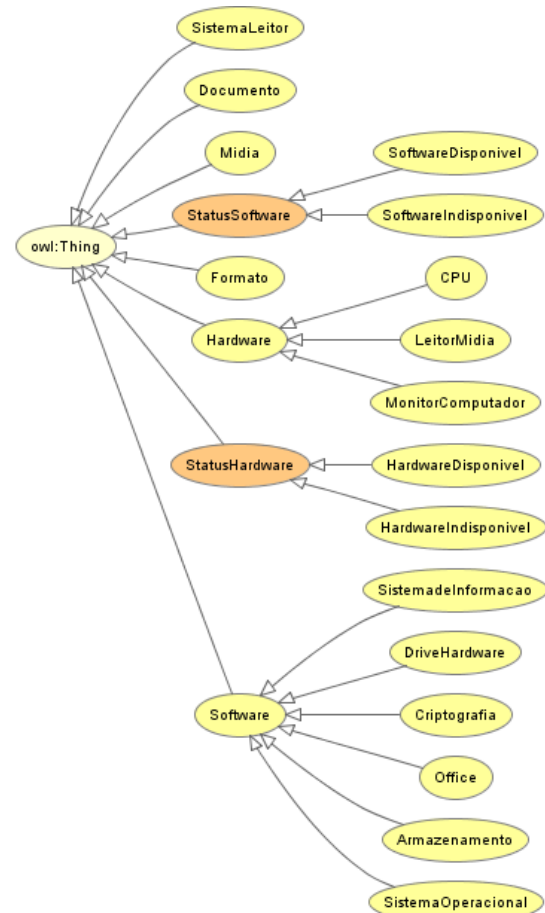 SistemaLeitor
Documento
Midia
SoftwareDisponivel
StatusSoftware
SoftwareIndisponivel
owl:Thing
Formato
CPU
Hardware
LeitorMidia
MonitorComputador
StatusHardware
HardwareDisponivel
HardwareIndisponivel
SistemadeInformacao
DriveHardware
Software
Criptografia
Office
Armazenamento
SistemaOperacional